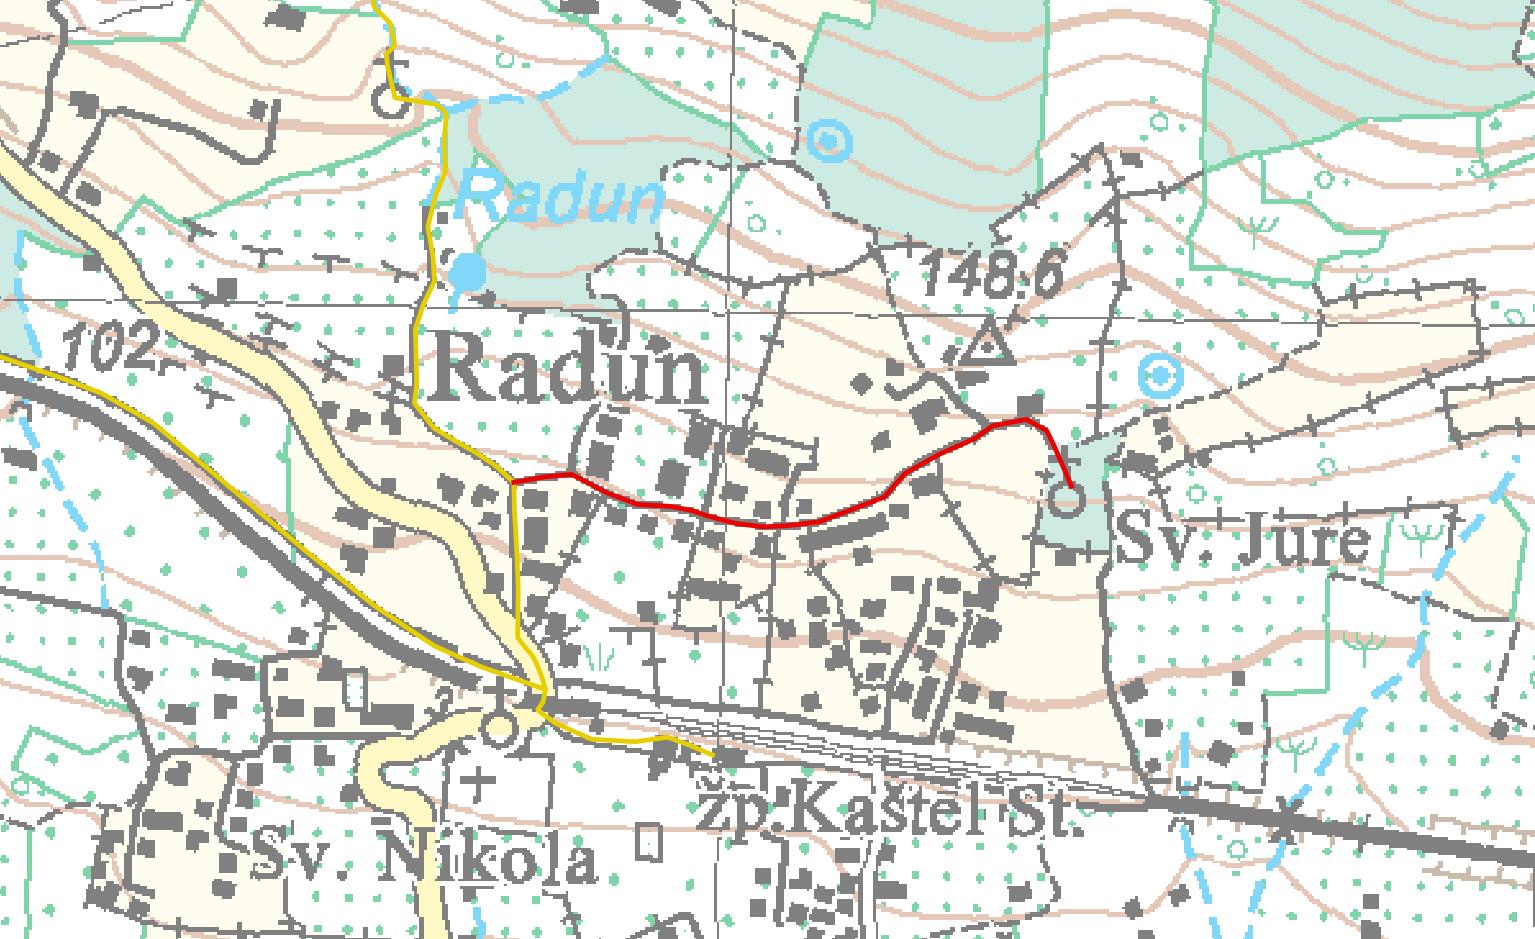 Radun
148.6
102
Radun
Sv. Jure
?
žp.Kaštel St.
Sv. Nikola